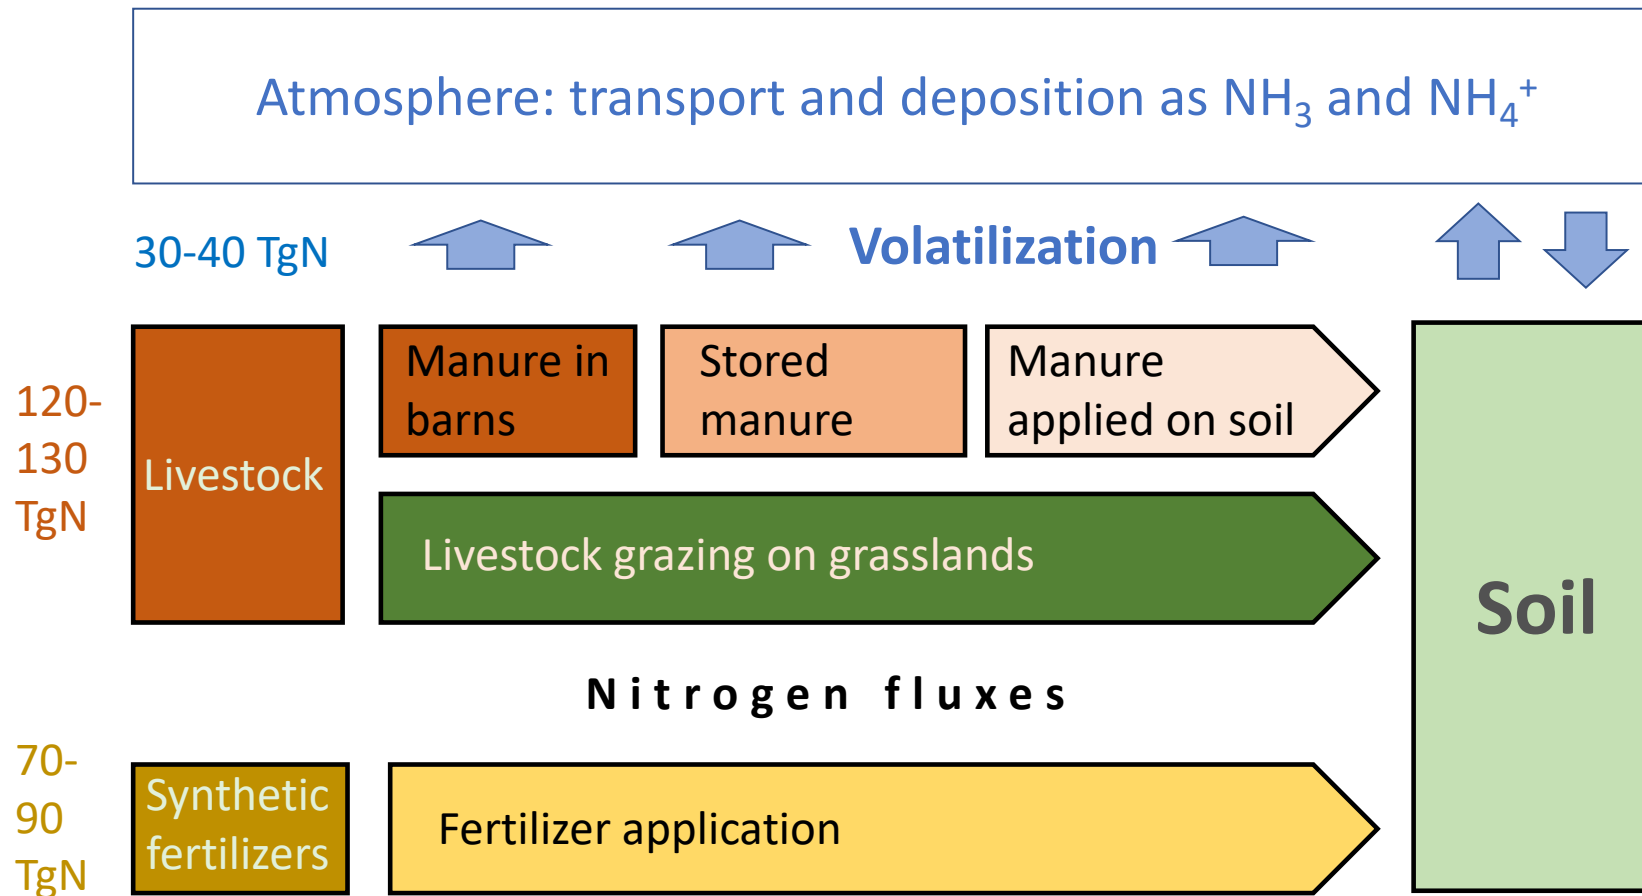 Atmosphere: transport and deposition as NH₃ and NH₄⁺
30-40 TgN
Volatilization
120-
130
TgN
Livestock
Manure in
barns
Stored
manure
Manure
applied on soil
Livestock grazing on grasslands
Soil
Nitrogen fluxes
70-
90
TgN
Synthetic
fertilizers
Fertilizer application